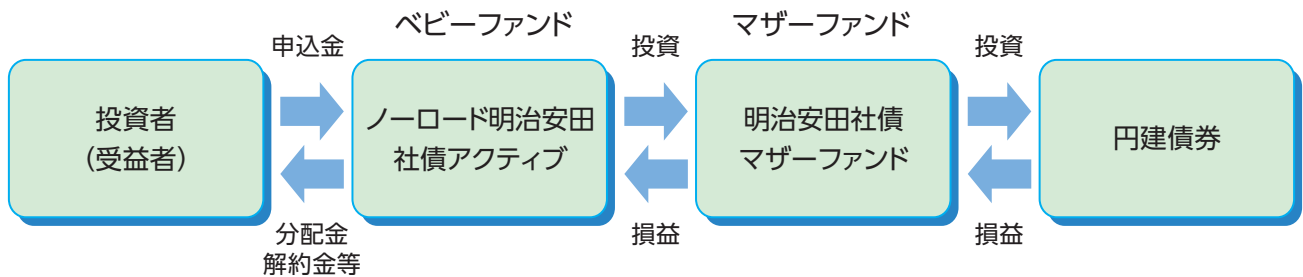 ベビーファンド
マザーファンド
申込金
投資
投資
投資者
(受益者)
ノーロード明治安田
社債アクティブ
明治安田社債
マザーファンド
円建債券
分配金
解約金等
損益
損益